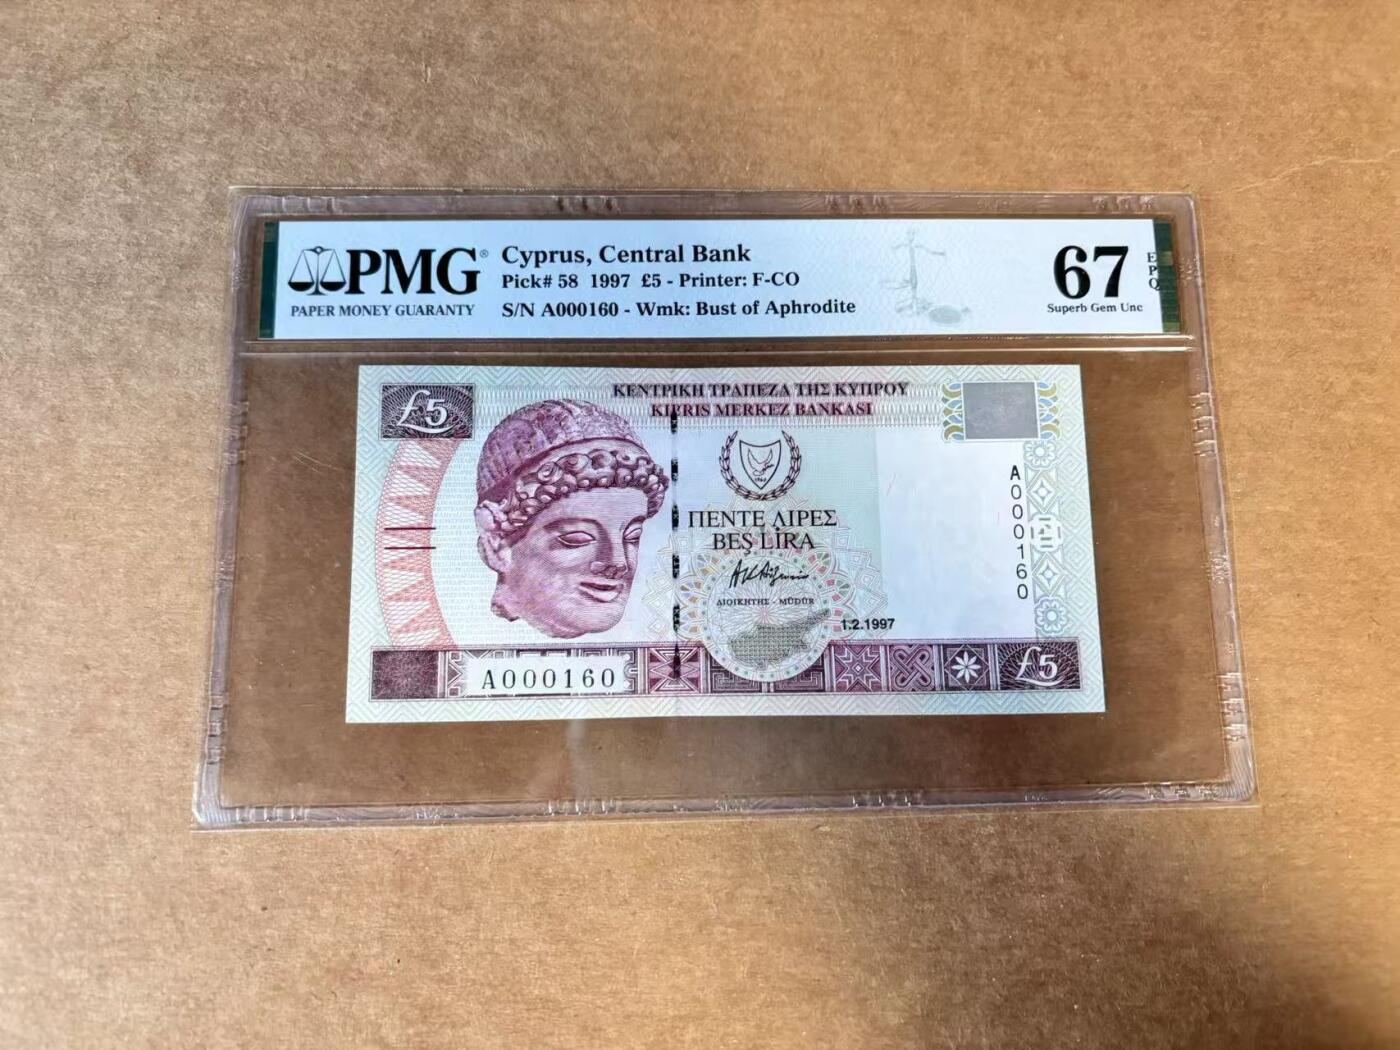 PMG®
PAPER MONEY GUARANTY
Cyprus, Central Bank
Pick# 58 1997 £5 - Printer: F-CO
S/N A000160 - Wmk: Bust of Aphrodite
67
EPQ
Superb Gem Unc
£5
ΚΕΝΤΡΙΚΗ ΤΡΑΠΕΖΑ ΤΗΣ ΚΥΠΡΟΥ
KIBRIS MERKEZ BANKASI
1960
ΠΕΝΤΕ ΛΙΡΕΣ
BEŞ LİRA
ΔΙΟΙΚΗΤΗΣ - MÜDÜR
1.2.1997
A000160
A000160
£5